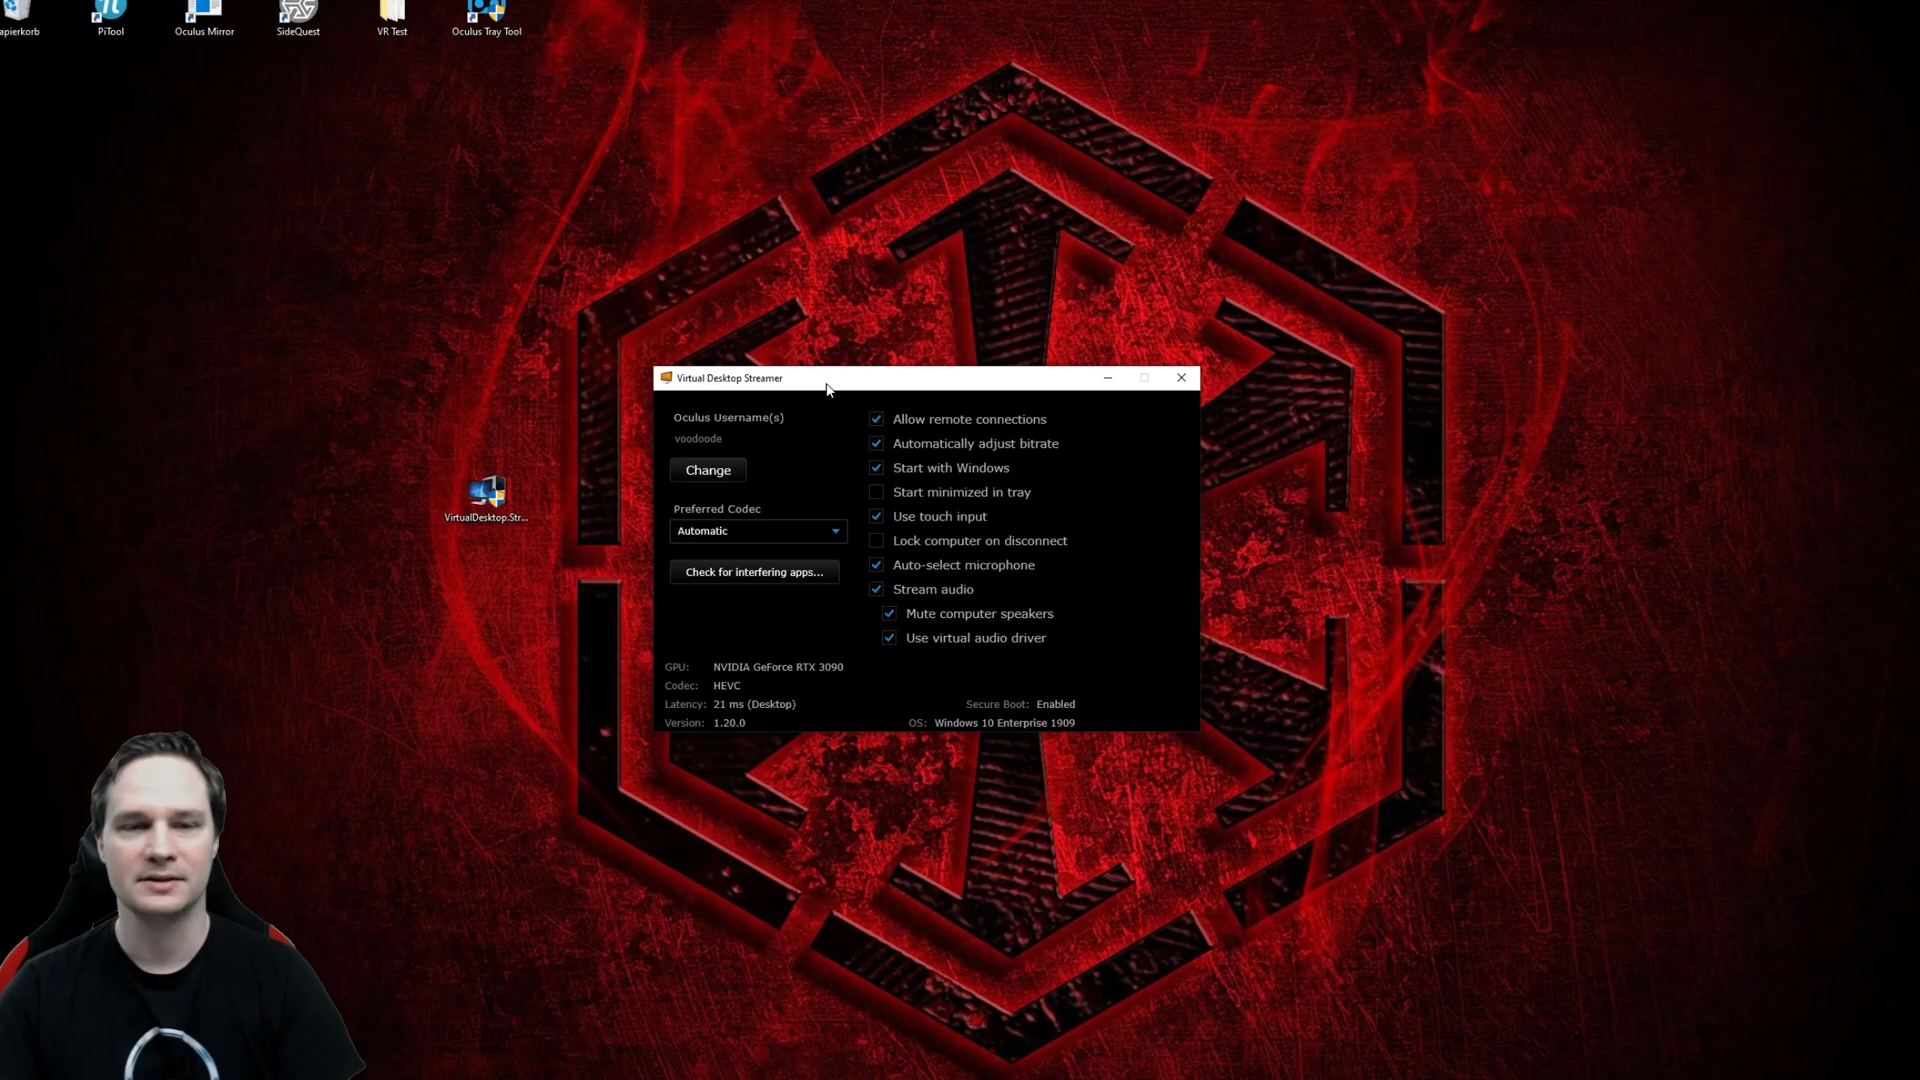 apierkorb
PiTool
Oculus Mirror
SideQuest
VR Test
Oculus Tray Tool
VirtualDesktop.Str...
Virtual Desktop Streamer
Oculus Username(s)
voodoode
Change
Preferred Codec
Automatic
Check for interfering apps...
Allow remote connections
Automatically adjust bitrate
Start with Windows
Start minimized in tray
Use touch input
Lock computer on disconnect
Auto-select microphone
Stream audio
Mute computer speakers
Use virtual audio driver
GPU: NVIDIA GeForce RTX 3090
Codec: HEVC
Latency: 21 ms (Desktop)
Secure Boot: Enabled
Version: 1.20.0
OS: Windows 10 Enterprise 1909